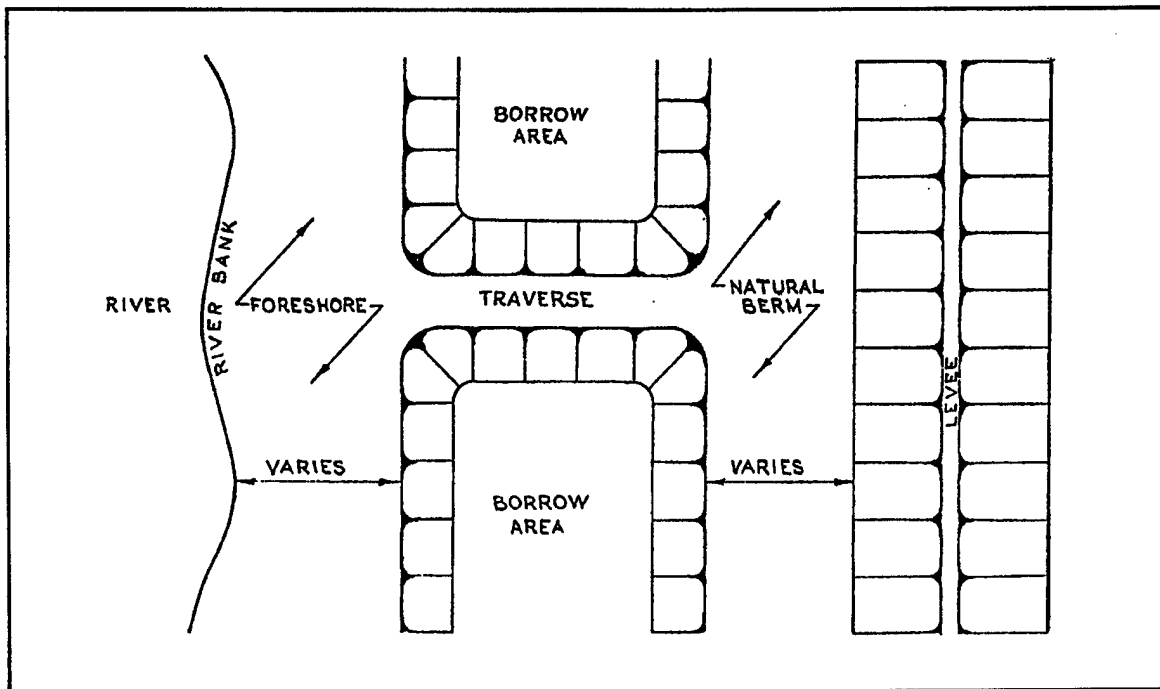 BORROW
AREA
RIVER
RIVER BANK
FORESHORE
TRAVERSE
NATURAL
BERM
LEVEE
VARIES
VARIES
BORROW
AREA